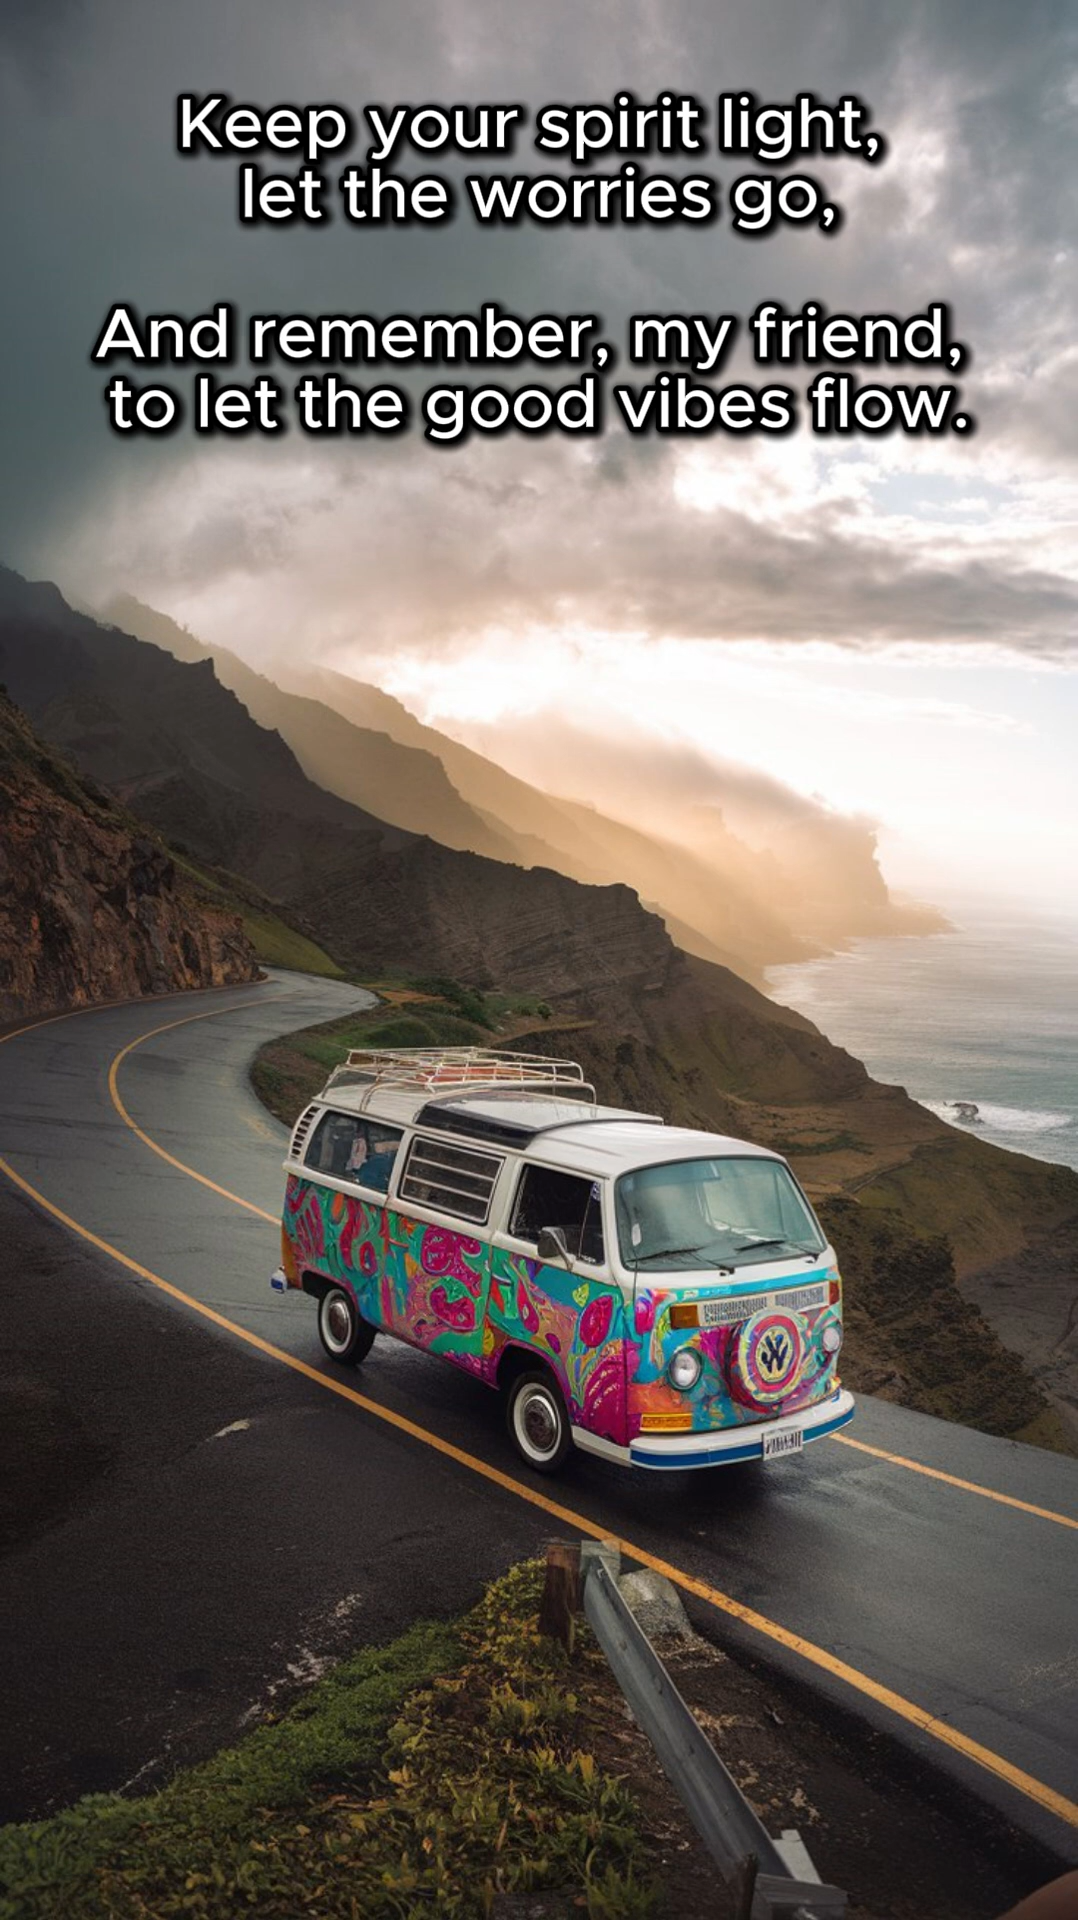 Keep your spirit light,
let the worries go,
And remember, my friend,
to let the good vibes flow.